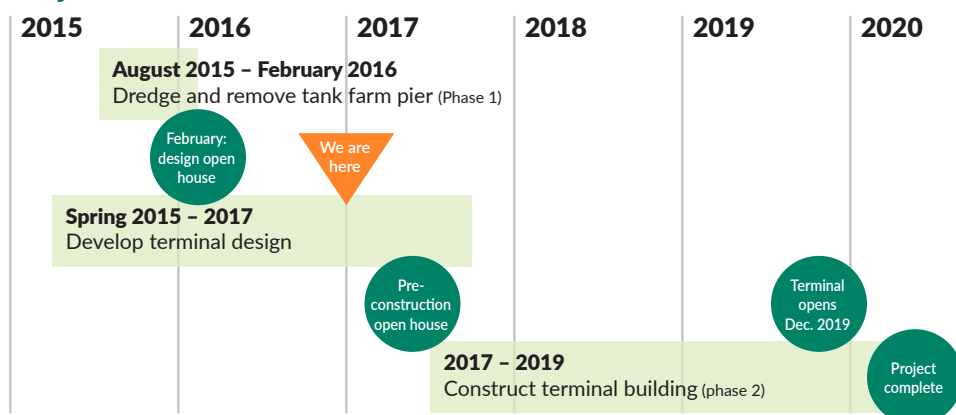 2015 2016 2017 2018 2019 2020
August 2015 – February 2016
Dredge and remove tank farm pier (Phase 1)
February:
design open
house
We are
here
Spring 2015 – 2017
Develop terminal design
Pre-
construction
open house
Terminal
opens
Dec. 2019
2017 – 2019
Construct terminal building (phase 2)
Project
complete